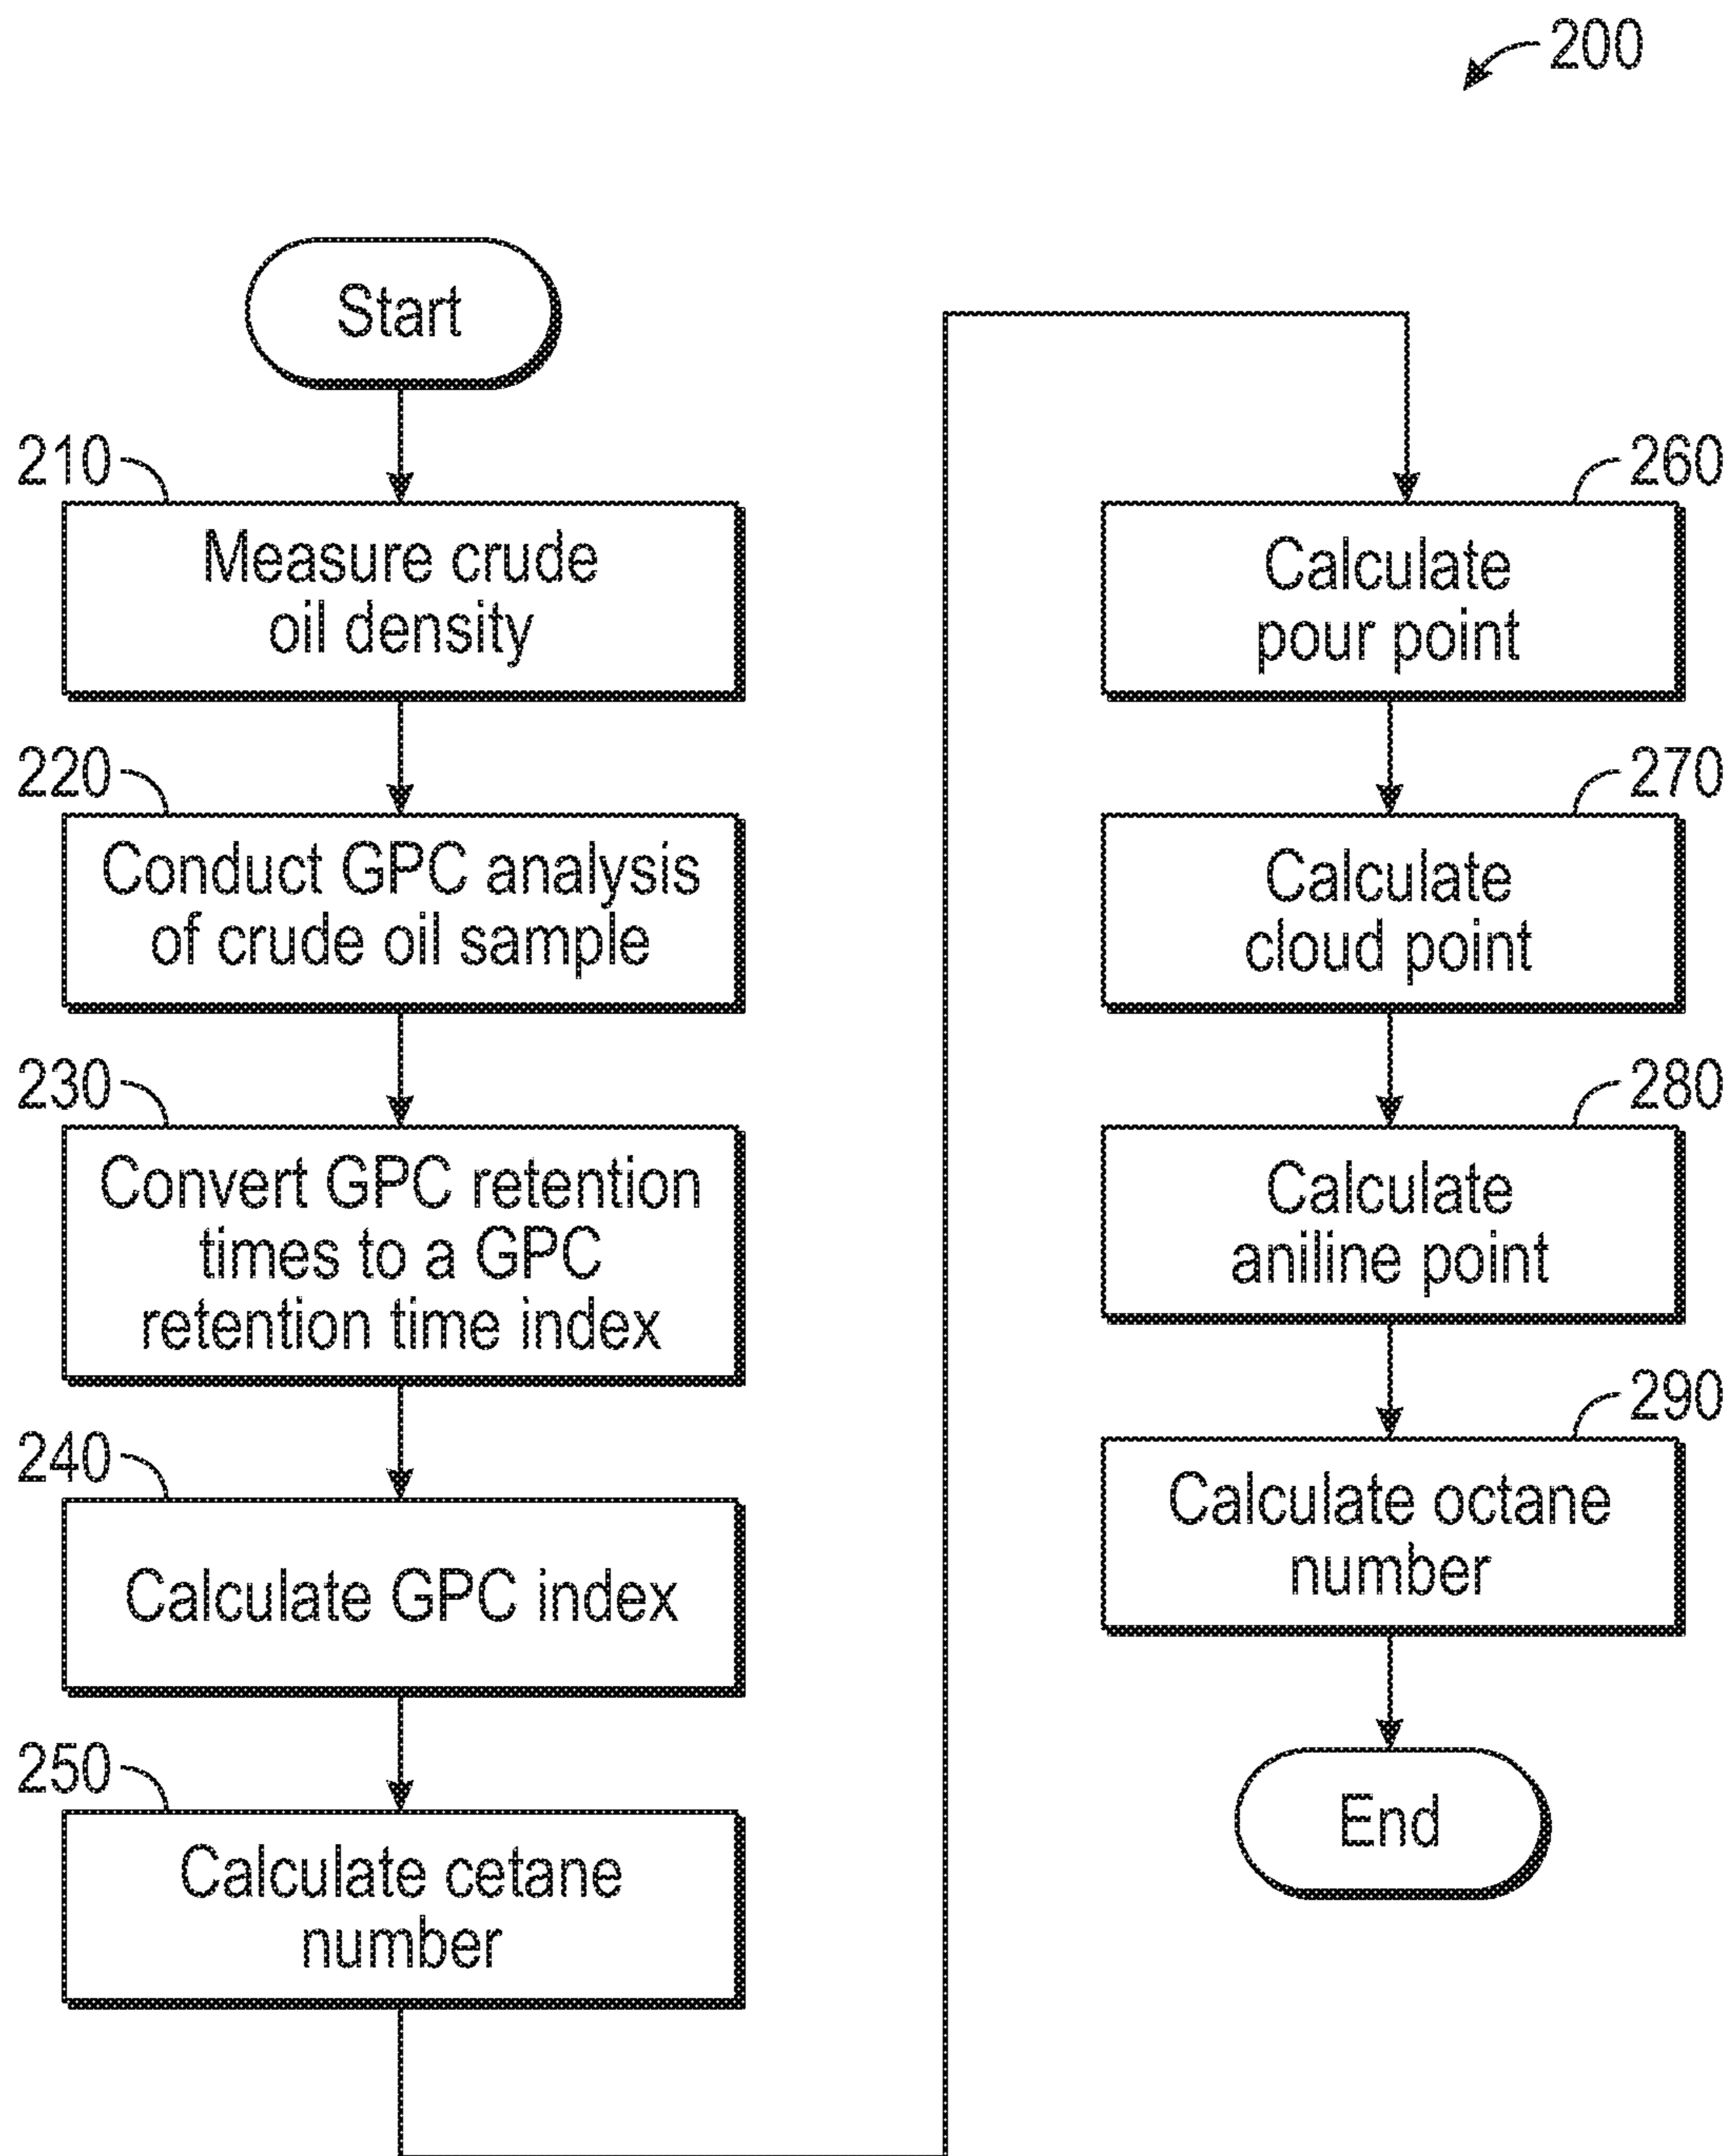 200
Start
210
Measure crude
oil density
220
Conduct GPC analysis
of crude oil sample
230
Convert GPC retention
times to a GPC
retention time index
240
Calculate GPC index
250
Calculate cetane
number
260
Calculate
pour point
270
Calculate
cloud point
280
Calculate
aniline point
290
Calculate octane
number
End